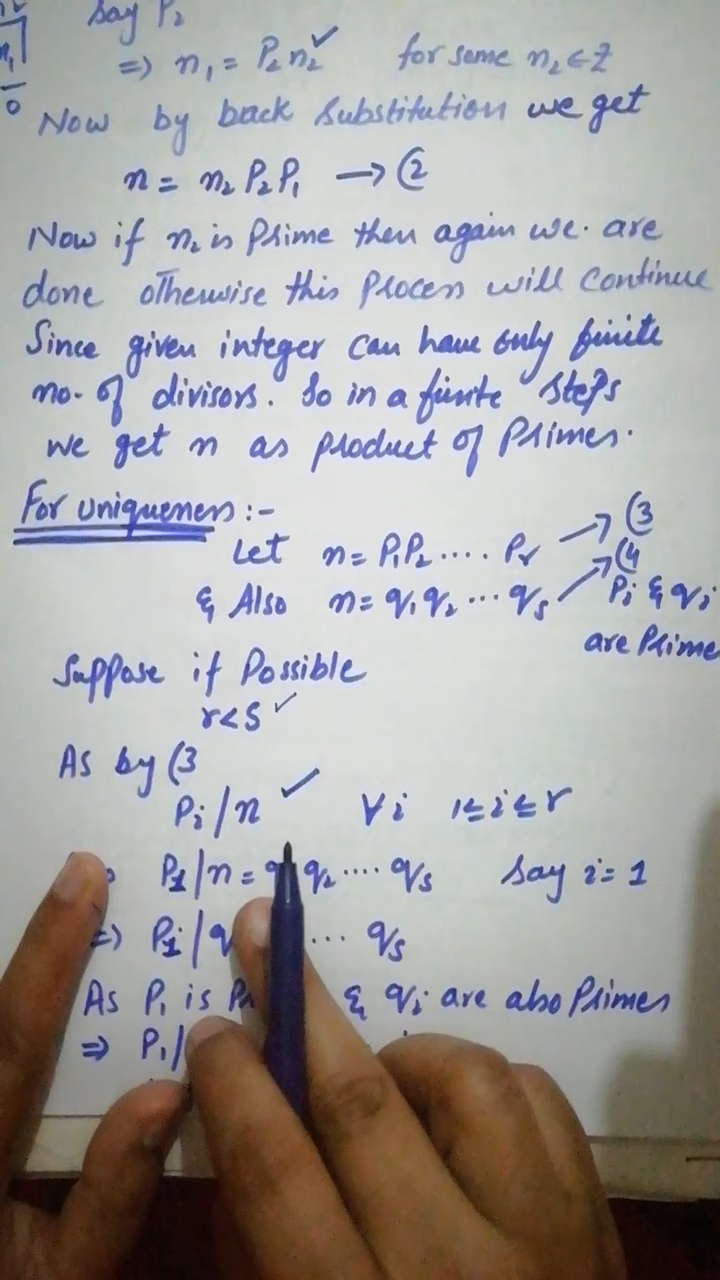 say P₂
⇒ n₁ = P₂ n₂ ✓ for some n₂ ∈ Z
Now by back substitution we get
n = n₂ P₂ P₁ → (2
Now if n₂ is Prime then again we are
done otherwise this Process will continue
Since given integer can have only finite
no. of divisors. So in a finite steps
we get n as product of Primes.
For uniqueness :-
Let n = P₁P₂ .... Pᵣ → (3
& Also n = q₁q₂ ... qₛ → (4
Pᵢ & qᵢ
are Prime
Suppose if Possible
r < s ✓
As by (3
Pᵢ / n ✓ ∀ i 1 ≤ i ≤ r
P₁ / n = q q₂ .... qₛ say i = 1
⇒ P₁ / q ... qₛ
As P₁ is & qᵢ are also Primes
⇒ P₁ /